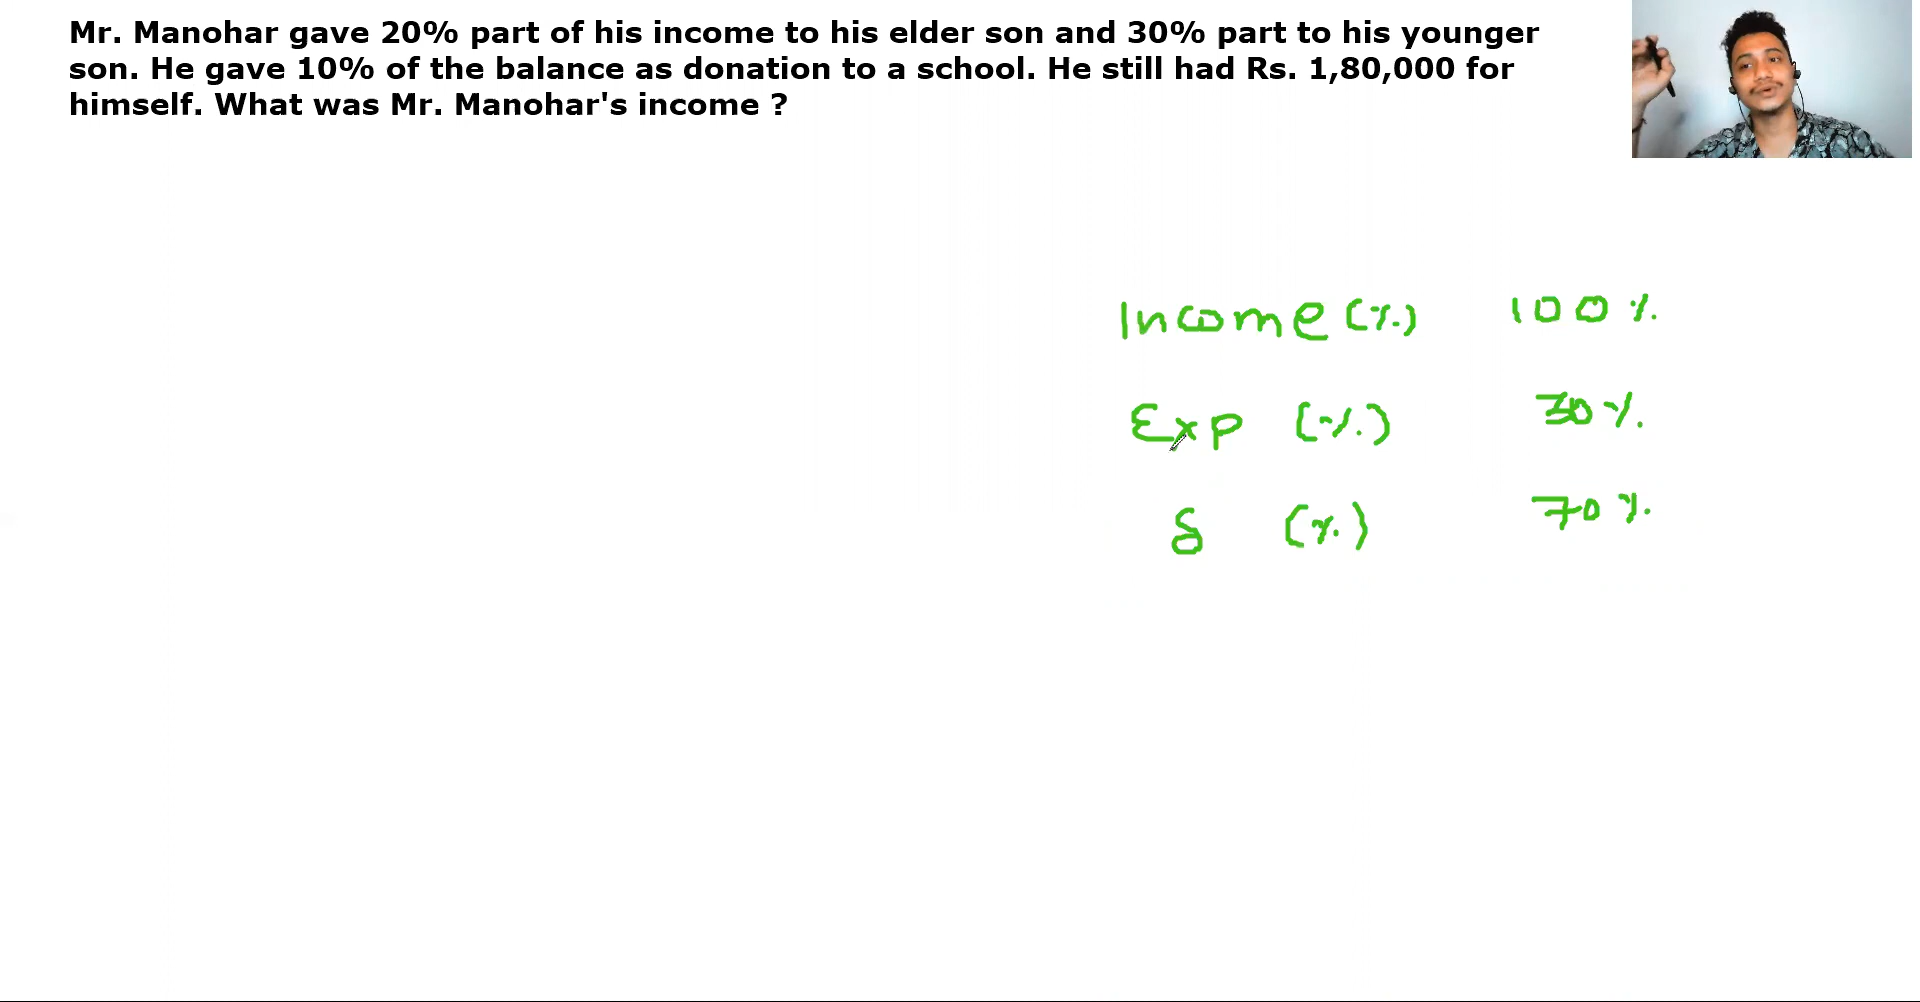 Mr. Manohar gave 20% part of his income to his elder son and 30% part to his younger
son. He gave 10% of the balance as donation to a school. He still had Rs. 1,80,000 for
himself. What was Mr. Manohar's income ?
Income (%) 100 %
Exp (%) 30 %
S (%) 70 %